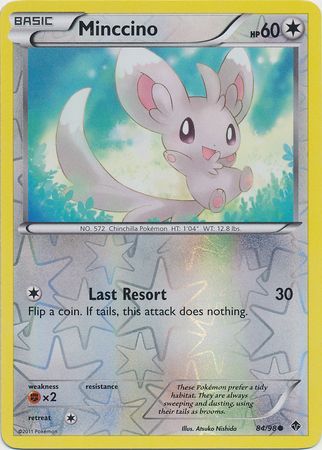 BASIC
Minccino
HP60
NO. 572 Chinchilla Pokémon HT: 1'04" WT: 12.8 lbs.
Last Resort 30
Flip a coin. If tails, this attack does nothing.
weakness
×2
resistance
retreat
These Pokémon prefer a tidy
habitat. They are always
sweeping and dusting, using
their tails as brooms.
©2011 Pokémon
Illus. Atsuko Nishida
84/98